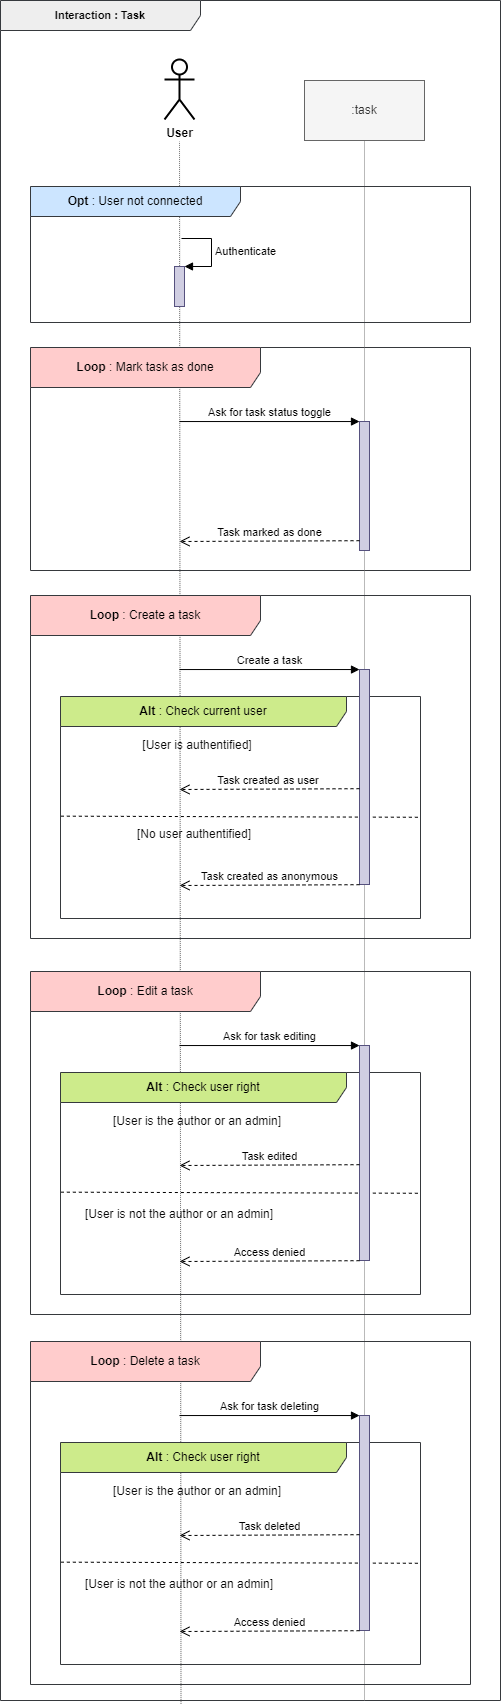 Interaction : Task
User
:task
Opt : User not connected
Authenticate
Loop : Mark task as done
Ask for task status toggle
Task marked as done
Loop : Create a task
Create a task
Alt : Check current user
[User is authentified]
Task created as user
[No user authentified]
Task created as anonymous
Loop : Edit a task
Ask for task editing
Alt : Check user right
[User is the author or an admin]
Task edited
[User is not the author or an admin]
Access denied
Loop : Delete a task
Ask for task deleting
Alt : Check user right
[User is the author or an admin]
Task deleted
[User is not the author or an admin]
Access denied